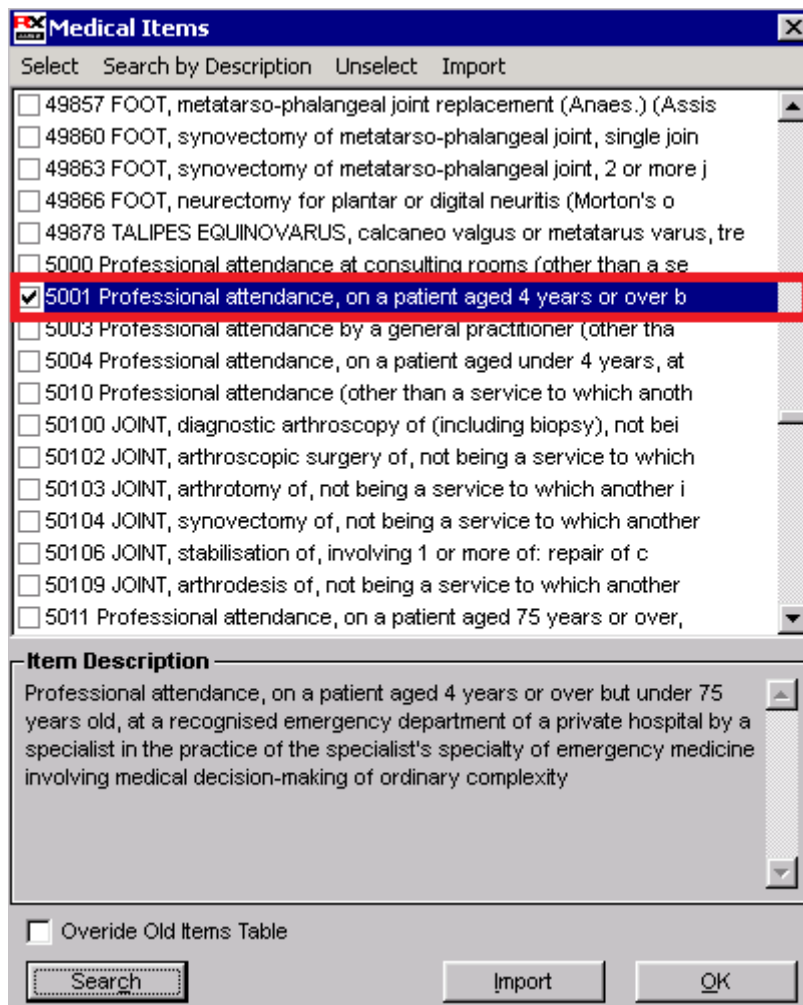 RX Medical Items
Select Search by Description Unselect Import
49857 FOOT, metatarso-phalangeal joint replacement (Anaes.) (Assis
49860 FOOT, synovectomy of metatarso-phalangeal joint, single join
49863 FOOT, synovectomy of metatarso-phalangeal joint, 2 or more j
49866 FOOT, neurectomy for plantar or digital neuritis (Morton's o
49878 TALIPES EQUINOVARUS, calcaneo valgus or metatarus varus, tre
5000 Professional attendance at consulting rooms (other than a se
5001 Professional attendance, on a patient aged 4 years or over b
5003 Professional attendance by a general practitioner (other tha
5004 Professional attendance, on a patient aged under 4 years, at
5010 Professional attendance (other than a service to which anoth
50100 JOINT, diagnostic arthroscopy of (including biopsy), not bei
50102 JOINT, arthroscopic surgery of, not being a service to which
50103 JOINT, arthrotomy of, not being a service to which another i
50104 JOINT, synovectomy of, not being a service to which another
50106 JOINT, stabilisation of, involving 1 or more of: repair of c
50109 JOINT, arthrodesis of, not being a service to which another
5011 Professional attendance, on a patient aged 75 years or over,
Item Description
Professional attendance, on a patient aged 4 years or over but under 75
years old, at a recognised emergency department of a private hospital by a
specialist in the practice of the specialist's specialty of emergency medicine
involving medical decision-making of ordinary complexity
Overide Old Items Table
Search Import OK